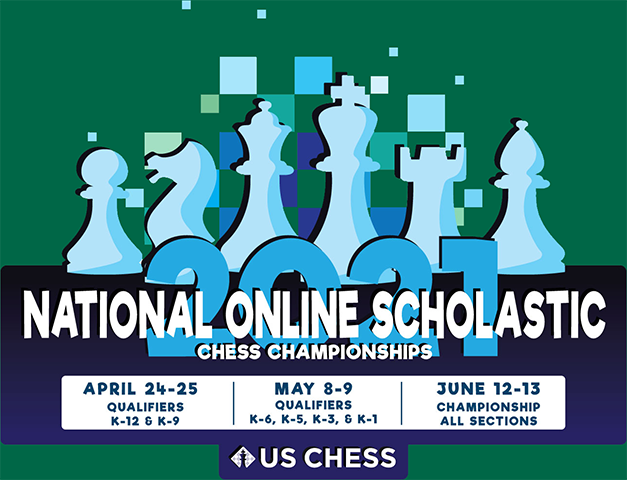 2021
NATIONAL ONLINE SCHOLASTIC
CHESS CHAMPIONSHIPS
APRIL 24-25
QUALIFIERS
K-12 & K-9
MAY 8-9
QUALIFIERS
K-6, K-5, K-3, & K-1
JUNE 12-13
CHAMPIONSHIP
ALL SECTIONS
US CHESS